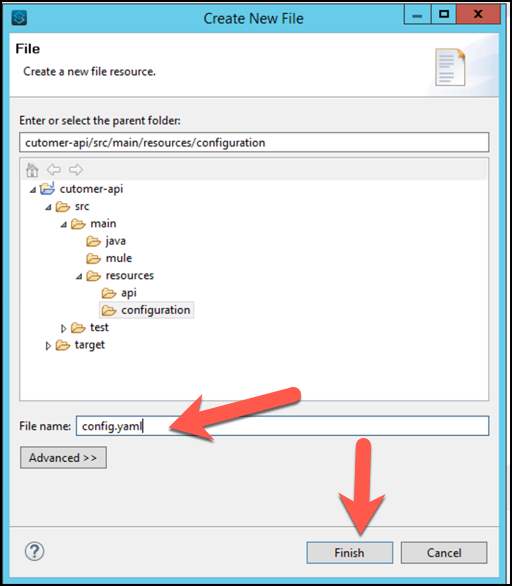 Create New File
File
Create a new file resource.
Enter or select the parent folder:
cutomer-api/src/main/resources/configuration
cutomer-api
src
main
java
mule
resources
api
configuration
test
target
File name: config.yaml
Advanced >>
? Finish Cancel